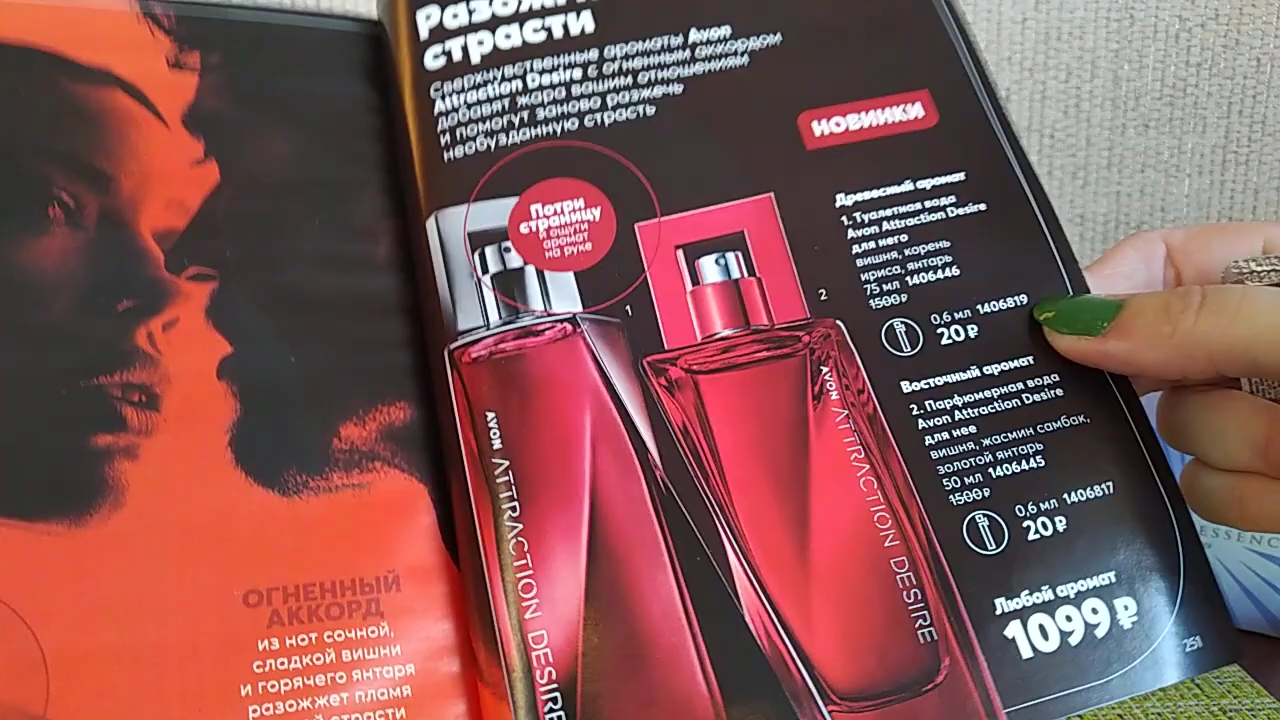 ОГНЕННЫЙ
АККОРД
из нот сочной,
сладкой вишни
и горячего янтаря
разожжет пламя
страсти
страсти
Сверхчувственные ароматы Avon
Attraction Desire с огненным аккордом
добавят жара вашим отношениям
и помогут заново разжечь
необузданную страсть
НОВИНКИ
Потри
страницу
и ощути
аромат
на руке
1
2
AVON ATTRACTION DESIRE
AVON ATTRACTION DESIRE
Древесный аромат
1. Туалетная вода
Avon Attraction Desire
для него
вишня, корень
ириса, янтарь
75 мл 1406446
1500₽
0,6 мл 1406819
20₽
Восточный аромат
2. Парфюмерная вода
Avon Attraction Desire
для нее
вишня, жасмин самбак,
золотой янтарь
50 мл 1406445
1500₽
0,6 мл 1406817
20₽
Любой аромат
1099₽
251